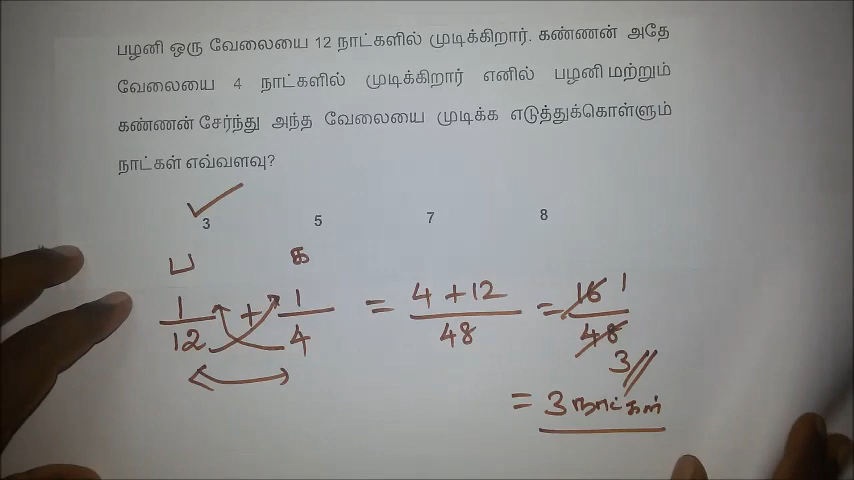 பழனி ஒரு வேலையை 12 நாட்களில் முடிக்கிறார். கண்ணன் அதே
வேலையை 4 நாட்களில் முடிக்கிறார் எனில் பழனி மற்றும்
கண்ணன் சேர்ந்து அந்த வேலையை முடிக்க எடுத்துக்கொள்ளும்
நாட்கள் எவ்வளவு?
3 5 7 8
ப க
1/12 + 1/4 = 4 + 12/48 = 16/48 1/3
= 3 நாட்கள்